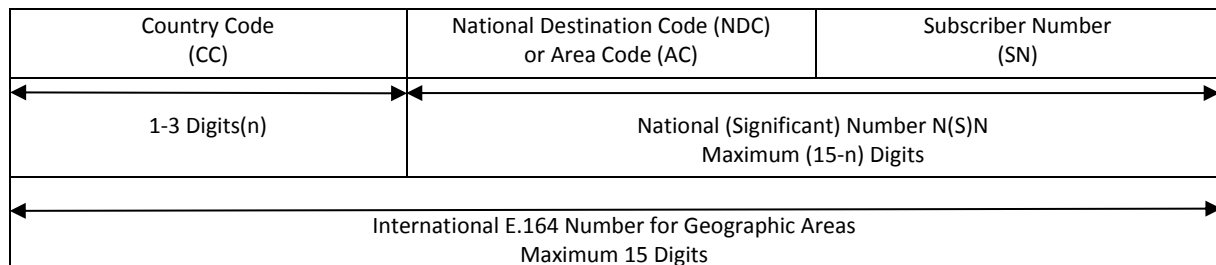 Country Code
(CC)
National Destination Code (NDC)
or Area Code (AC)
Subscriber Number
(SN)
1-3 Digits(n)
National (Significant) Number N(S)N
Maximum (15-n) Digits
International E.164 Number for Geographic Areas
Maximum 15 Digits